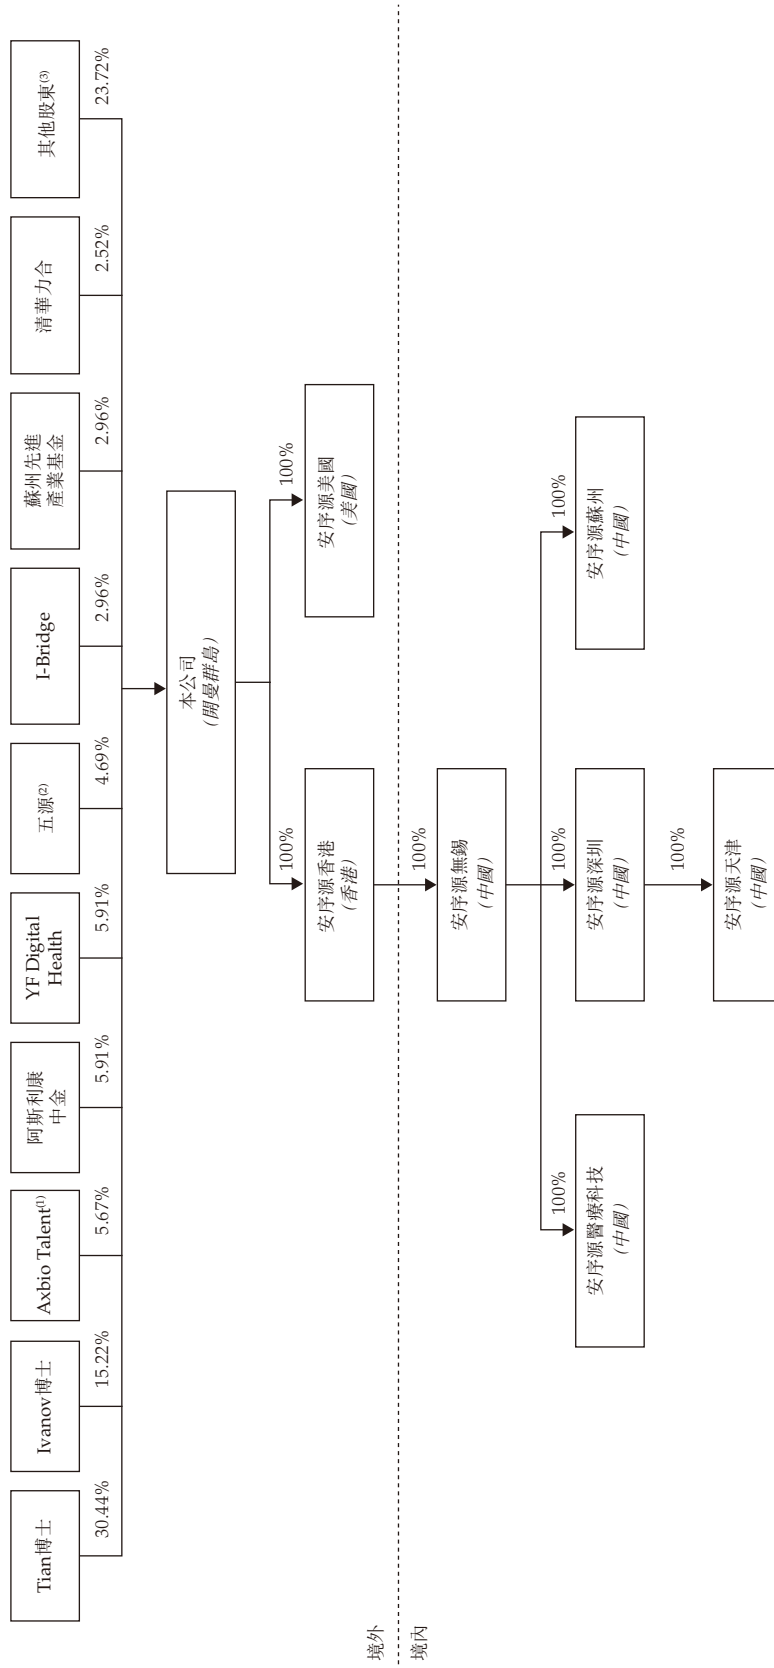 Tian博士
30.44%
Ivanov博士
15.22%
Axbio Talent(1)
5.67%
阿斯利康
中金
5.91%
YF Digital
Health
5.91%
五源(2)
4.69%
I-Bridge
2.96%
蘇州先進
產業基金
2.96%
清華力合
2.52%
其他股東(3)
23.72%
本公司
(開曼群島)
100%
100%
安序源香港
(香港)
安序源美國
(美國)
境外
境內
100%
安序源無錫
(中國)
100%
100%
100%
安序源醫療科技
(中國)
安序源深圳
(中國)
安序源蘇州
(中國)
100%
安序源天津
(中國)